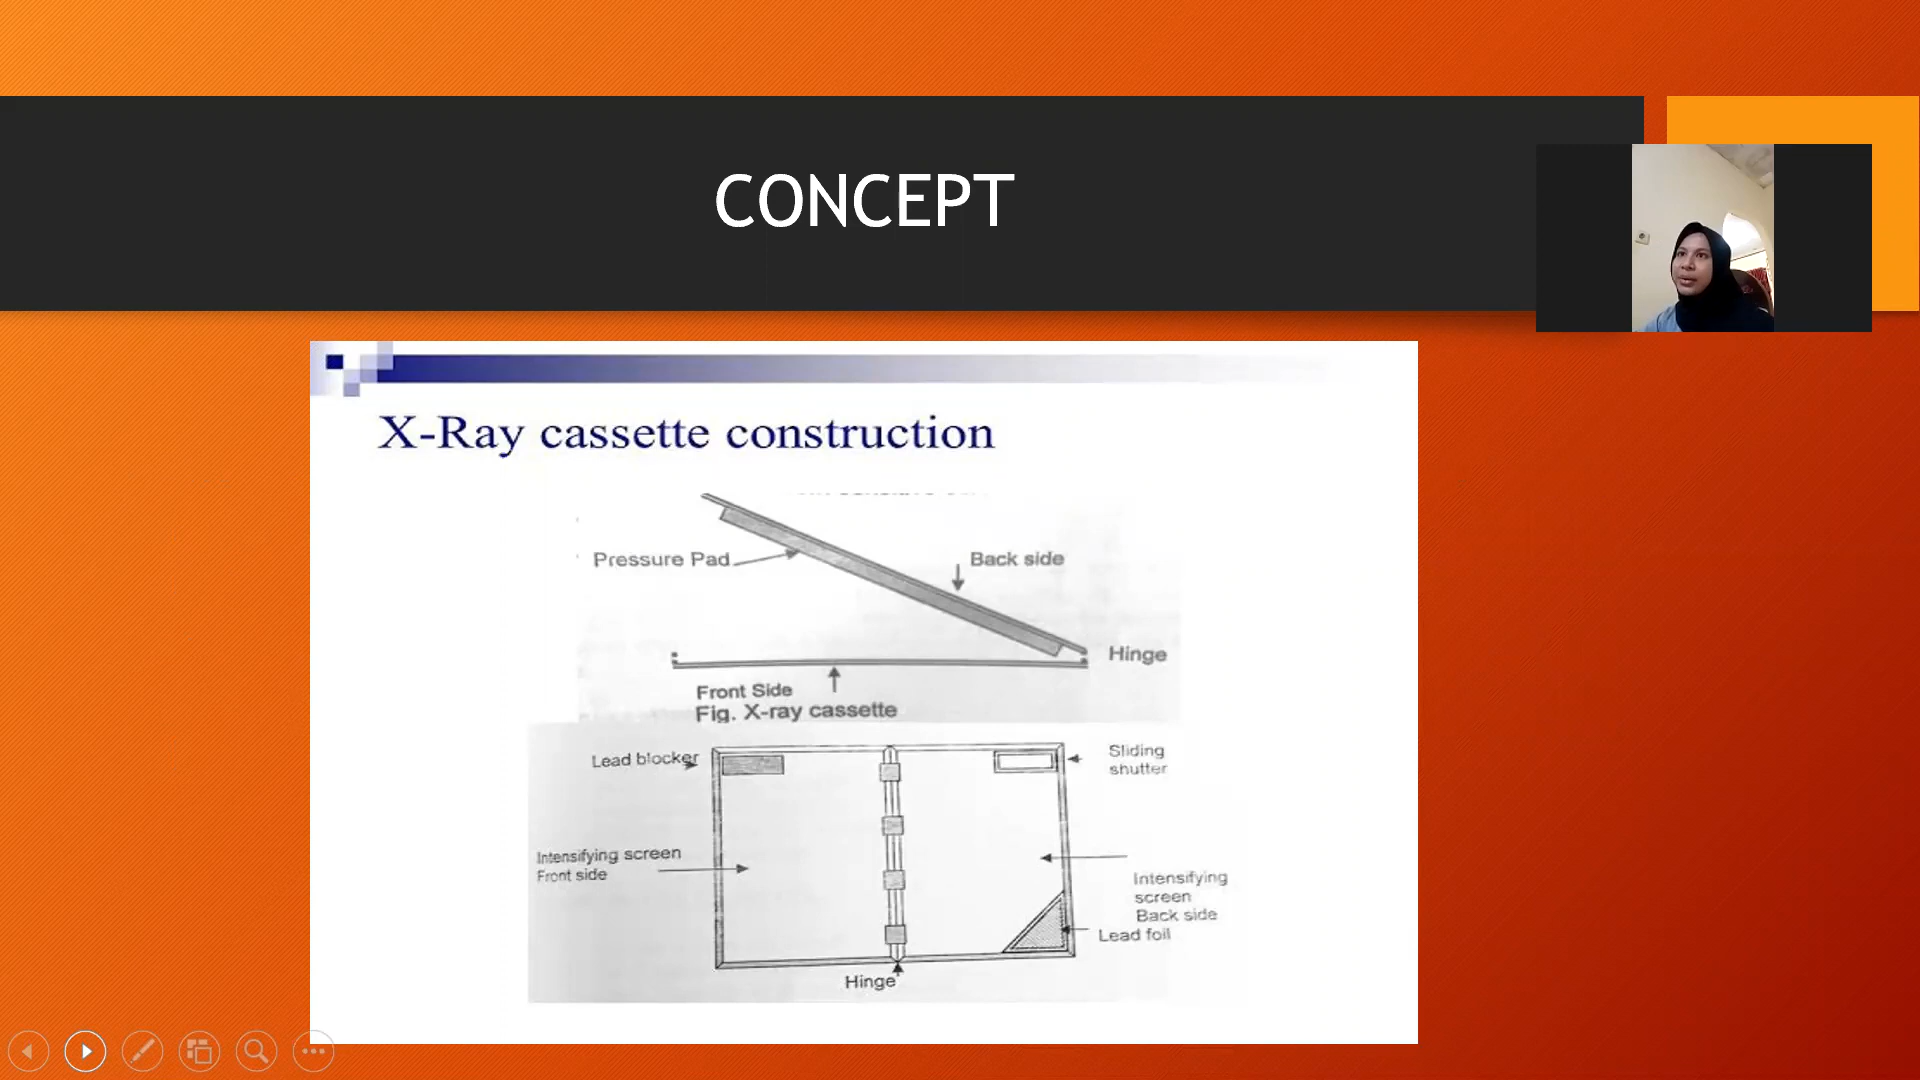 CONCEPT
X-Ray cassette construction
Pressure Pad
Back side
Hinge
Front Side
Fig. X-ray cassette
Lead blocker
Sliding
shutter
Intensifying screen
Front side
Intensifying
screen
Back side
Lead foil
Hinge